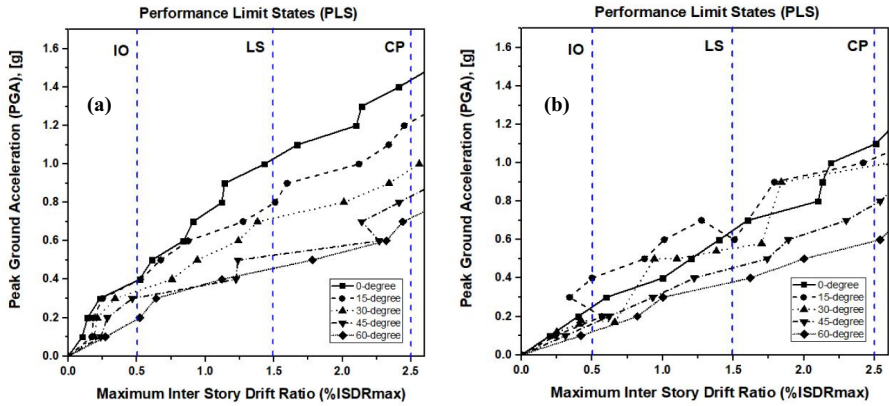 Performance Limit States (PLS)
IO
LS
CP
(a)
Peak Ground Acceleration (PGA), [g]
1.6
1.4
1.2
1.0
0.8
0.6
0.4
0.2
0.0
0-degree
15-degree
30-degree
45-degree
60-degree
0.0 0.5 1.0 1.5 2.0 2.5
Maximum Inter Story Drift Ratio (%ISDRmax)
Performance Limit States (PLS)
IO
LS
CP
(b)
Peak Ground Acceleration (PGA), [g]
1.6
1.4
1.2
1.0
0.8
0.6
0.4
0.2
0.0
0-degree
15-degree
30-degree
45-degree
60-degree
0.0 0.5 1.0 1.5 2.0 2.5
Maximum Inter Story Drift Ratio (%ISDRmax)